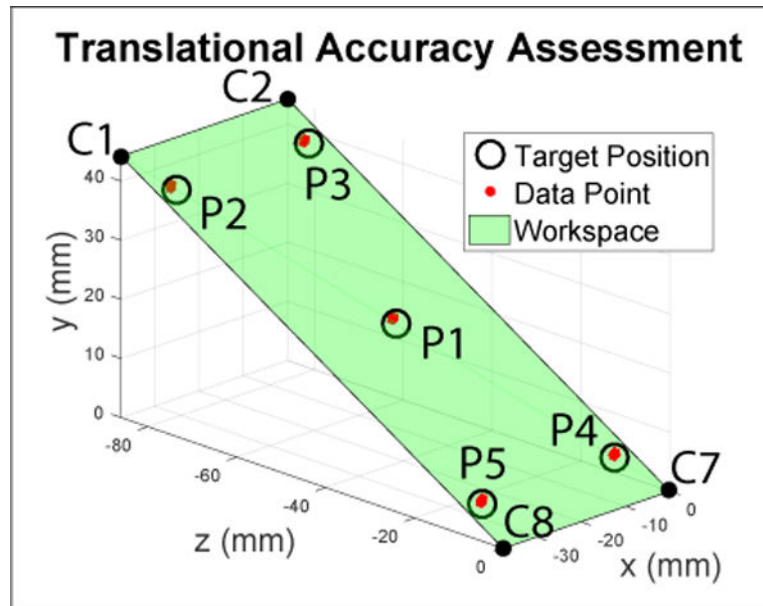 Translational Accuracy Assessment
C2
C1
P3
P2
Target Position
Data Point
Workspace
40
30
20
10
0
y (mm)
P1
P4
P5
C7
C8
-80
-60
-40
-20
0
z (mm)
-30
-20
-10
0
x (mm)